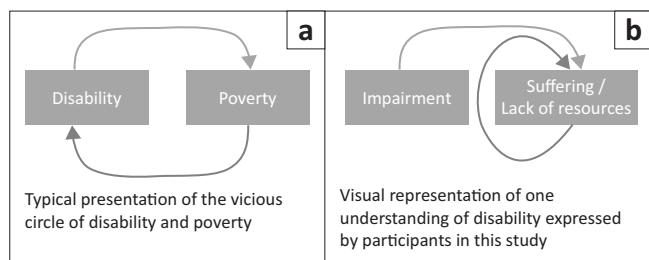 a
Disability
Poverty
Typical presentation of the vicious
circle of disability and poverty
b
Impairment
Suffering /
Lack of resources
Visual representation of one
understanding of disability expressed
by participants in this study